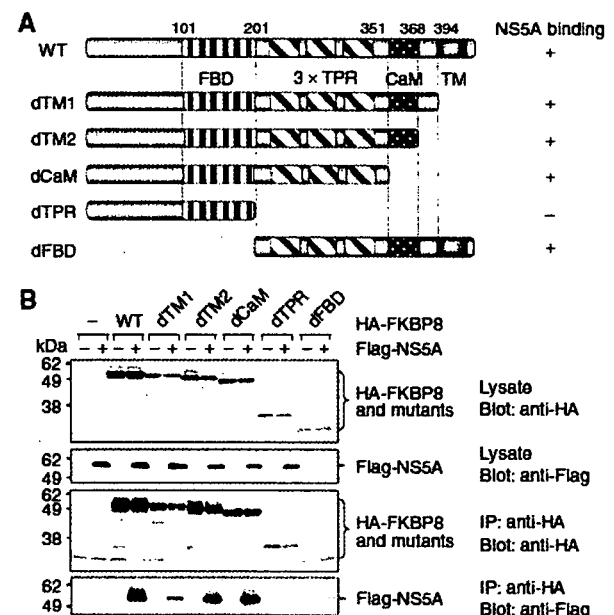 A
101 201 351 368 394 NS5A binding
WT +
FBD 3 × TPR CaM TM
dTM1 +
dTM2 +
dCaM +
dTPR –
dFBD +
B
– WT dTM1 dTM2 dCaM dTPR dFBD HA-FKBP8
kDa – + – + – + – + – + – + – + Flag-NS5A
62
49
38
HA-FKBP8
and mutants
Lysate
Blot: anti-HA
62
49
Flag-NS5A
Lysate
Blot: anti-Flag
62
49
38
HA-FKBP8
and mutants
IP: anti-HA
Blot: anti-HA
62
49
Flag-NS5A
IP: anti-HA
Blot: anti-Flag